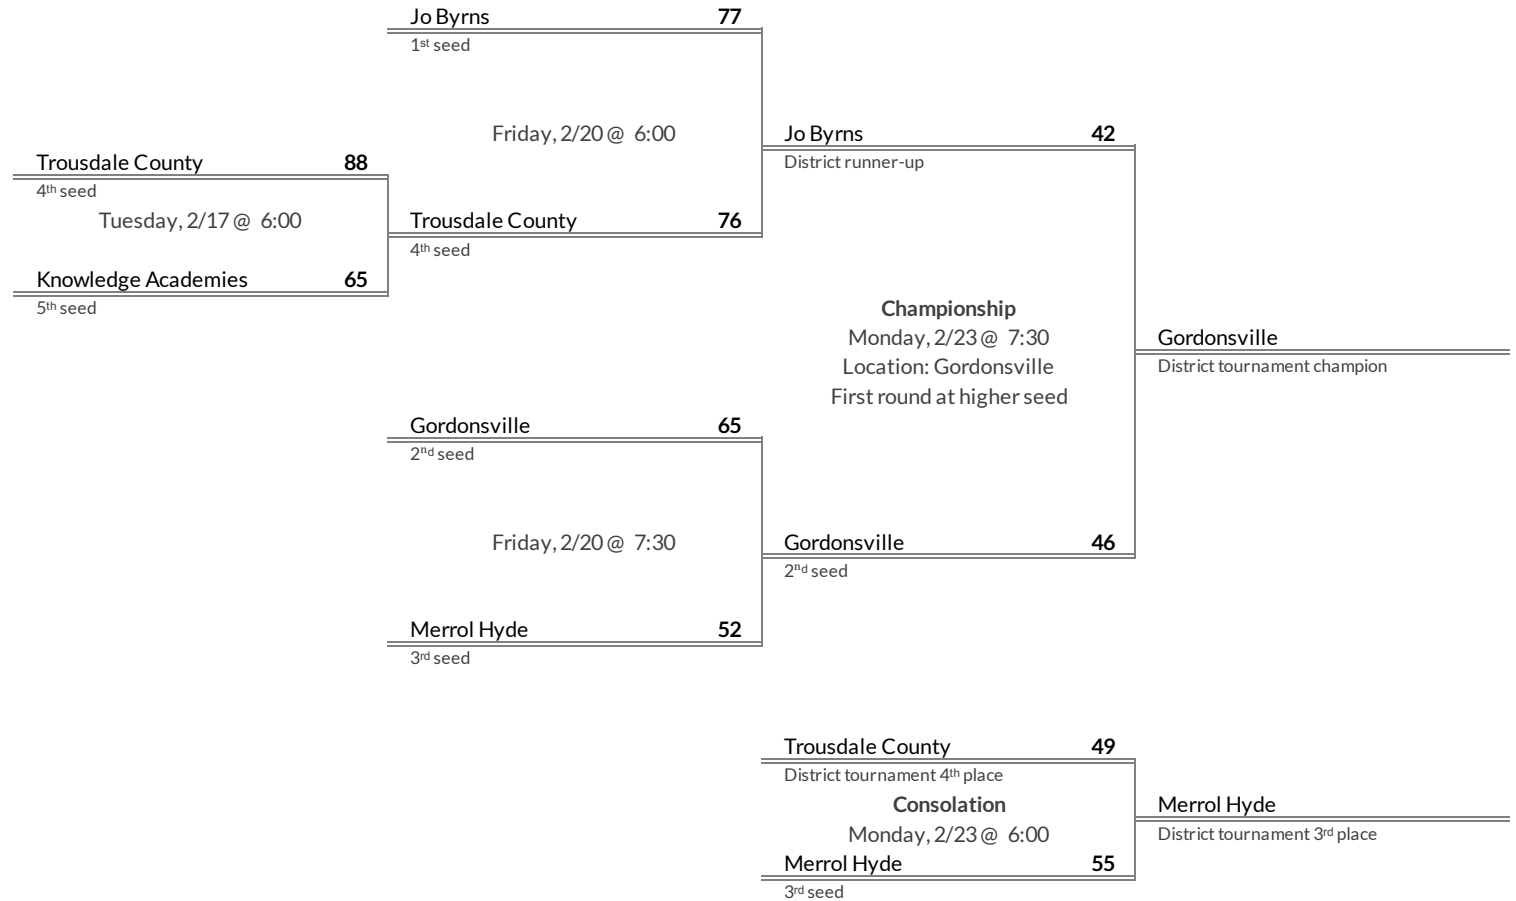 Jo Byrns 77
1st seed
Friday, 2/20 @ 6:00
Jo Byrns 42
District runner-up
Trousdale County 88
4th seed
Tuesday, 2/17 @ 6:00
Trousdale County 76
4th seed
Knowledge Academies 65
5th seed
Championship
Monday, 2/23 @ 7:30
Location: Gordonsville
First round at higher seed
Gordonsville
District tournament champion
Gordonsville 65
2nd seed
Friday, 2/20 @ 7:30
Gordonsville 46
2nd seed
Merrol Hyde 52
3rd seed
Trousdale County 49
District tournament 4th place
Consolation
Monday, 2/23 @ 6:00
Merrol Hyde 55
3rd seed
Merrol Hyde
District tournament 3rd place